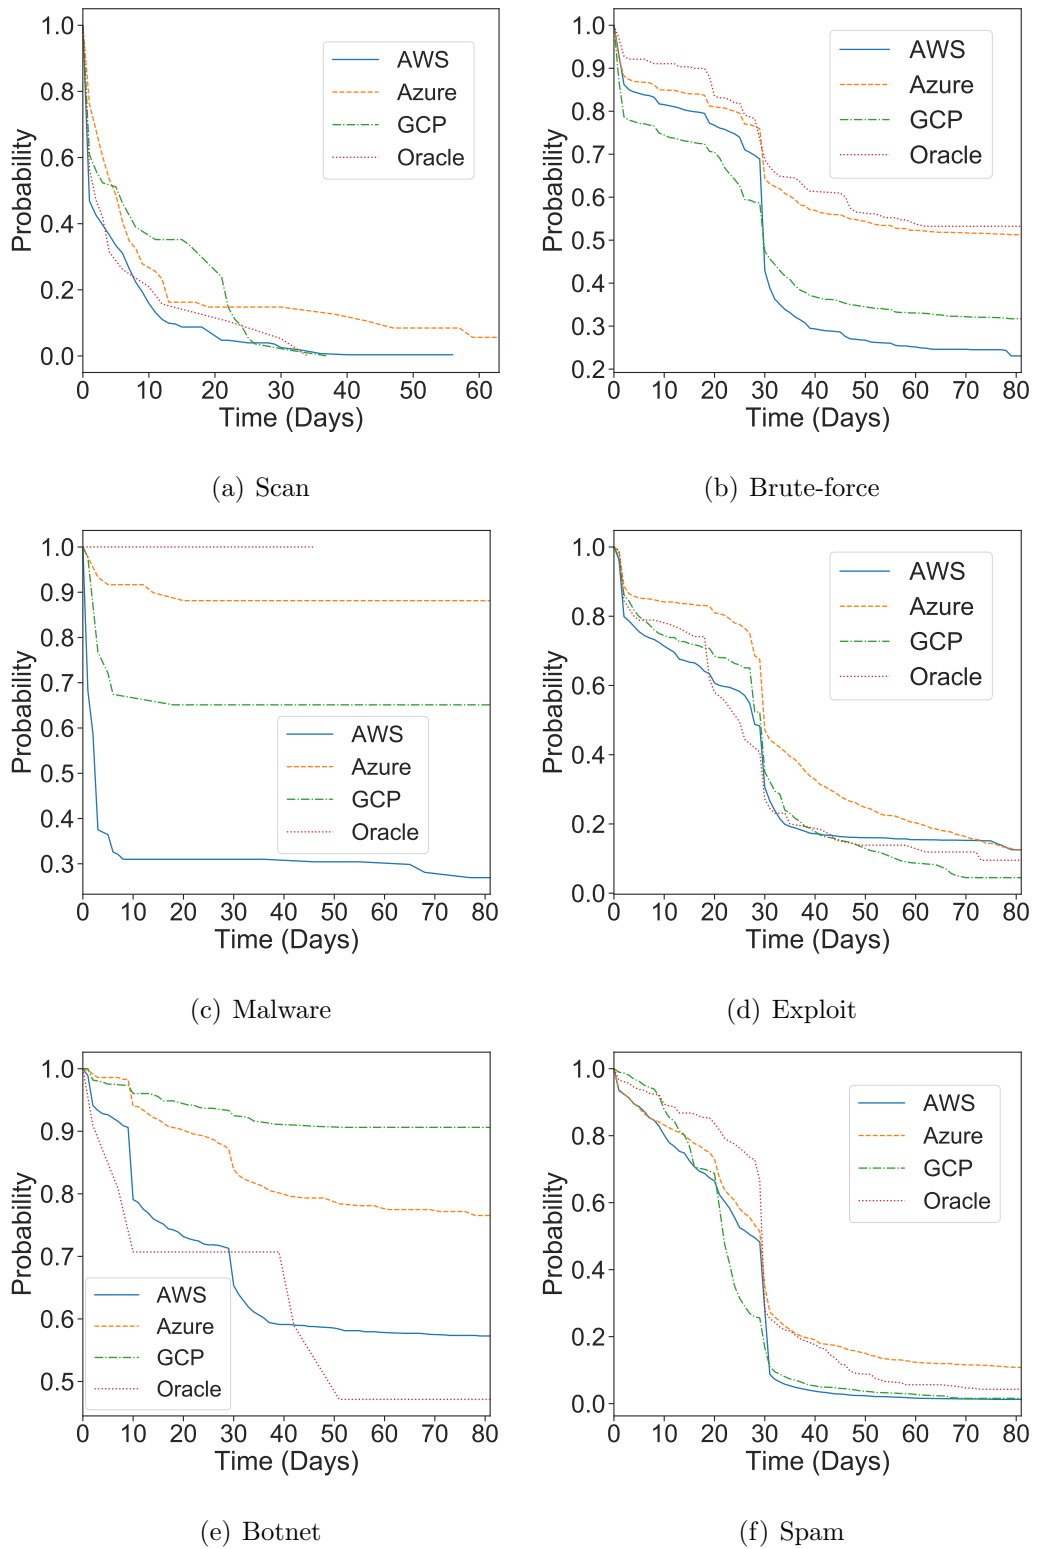 1.0
0.8
0.6
0.4
0.2
0.0
Probability
AWS
Azure
GCP
Oracle
0 10 20 30 40 50 60
Time (Days)
(a) Scan
1.0
0.9
0.8
0.7
0.6
0.5
0.4
0.3
0.2
Probability
AWS
Azure
GCP
Oracle
0 10 20 30 40 50 60 70 80
Time (Days)
(b) Brute-force
1.0
0.9
0.8
0.7
0.6
0.5
0.4
0.3
Probability
AWS
Azure
GCP
Oracle
0 10 20 30 40 50 60 70 80
Time (Days)
(c) Malware
1.0
0.8
0.6
0.4
0.2
0.0
Probability
AWS
Azure
GCP
Oracle
0 10 20 30 40 50 60 70 80
Time (Days)
(d) Exploit
1.0
0.9
0.8
0.7
0.6
0.5
Probability
AWS
Azure
GCP
Oracle
0 10 20 30 40 50 60 70 80
Time (Days)
(e) Botnet
1.0
0.8
0.6
0.4
0.2
0.0
Probability
AWS
Azure
GCP
Oracle
0 10 20 30 40 50 60 70 80
Time (Days)
(f) Spam